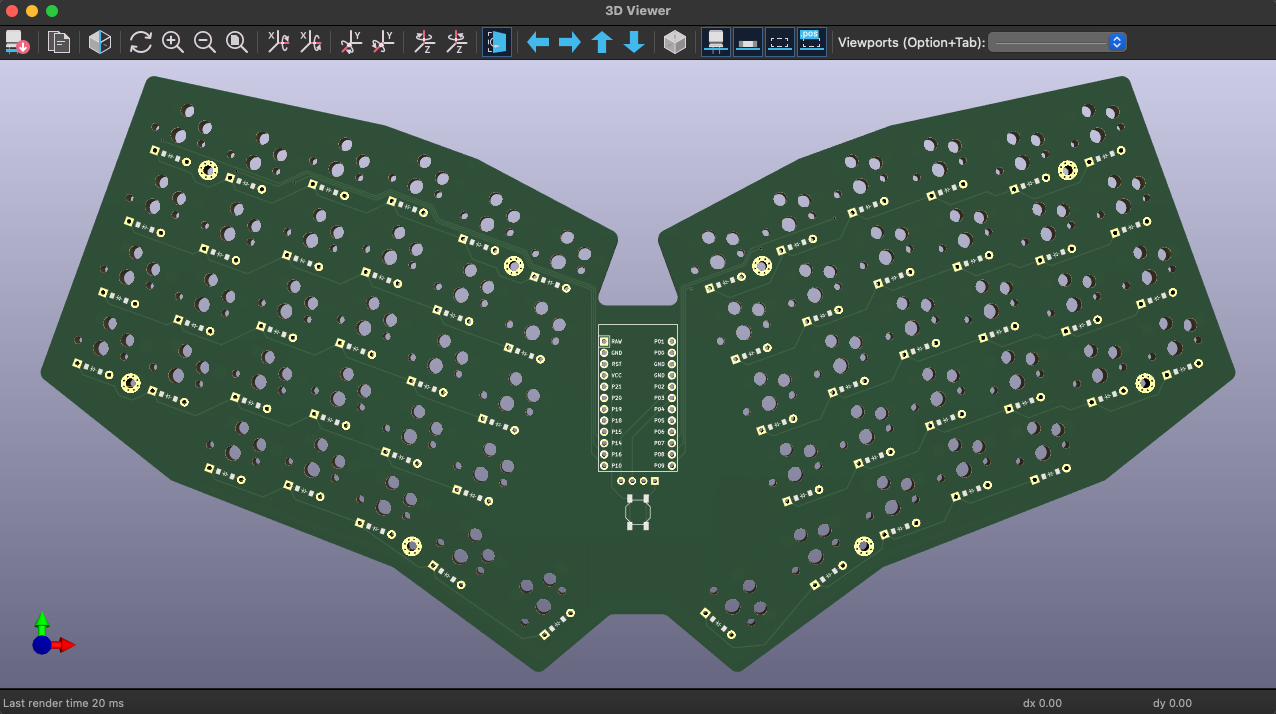 3D Viewer
Viewports (Option+Tab):
.pos
RAW P01
GND P00
RST GND
VCC GND
P21 P02
P20 P03
P19 P04
P18 P05
P15 P06
P14 P07
P16 P08
P10 P09
Last render time 20 ms dx 0.00 dy 0.00